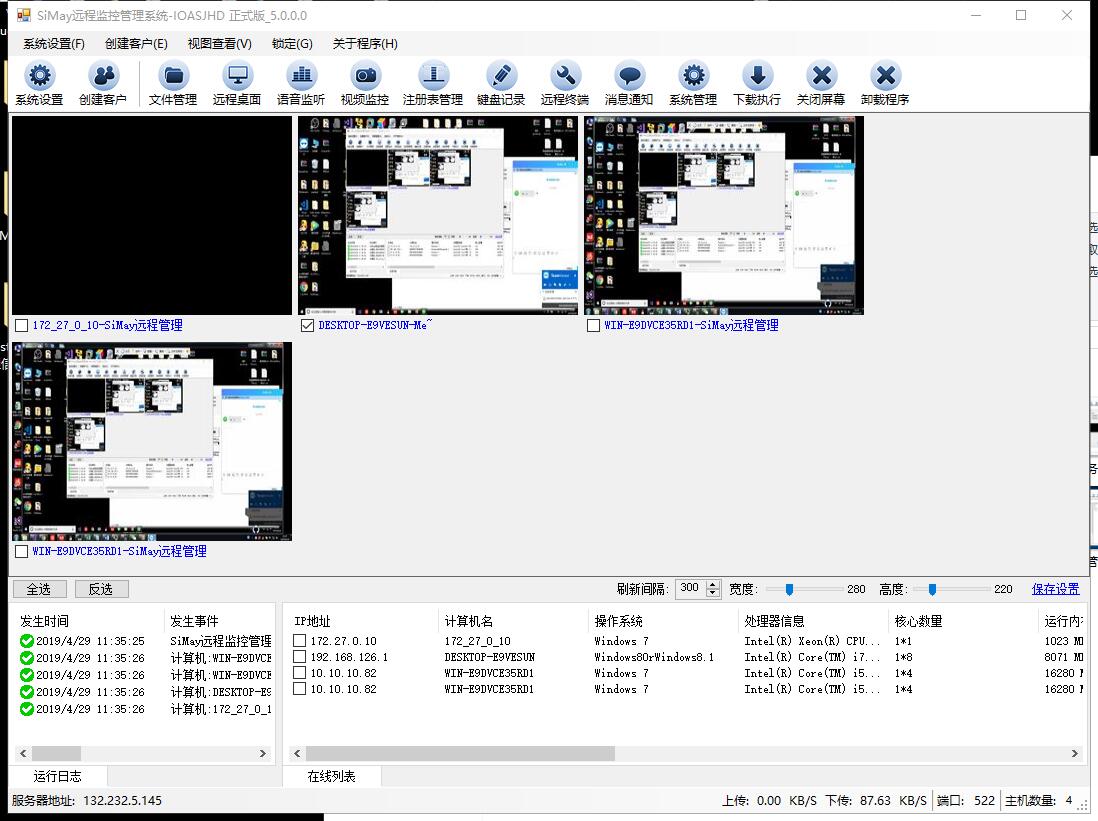 SiMay远程监控管理系统-IOASJHD 正式版_5.0.0.0
系统设置(F) 创建客户(E) 视图查看(V) 锁定(G) 关于程序(H)
系统设置 创建客户 文件管理 远程桌面 语音监听 视频监控 注册表管理 键盘记录 远程终端 消息通知 系统管理 下载执行 关闭屏幕 卸载程序
172_27_0_10-SiMay远程管理 DESKTOP-E9VESUN-Me~ WIN-E9DVCE35RD1-SiMay远程管理
WIN-E9DVCE35RD1-SiMay远程管理
全选 反选 刷新间隔: 300 宽度: 280 高度: 220 保存设置
发生时间 发生事件
2019/4/29 11:35:25 SiMay远程监控管理
2019/4/29 11:35:26 计算机:WIN-E9DVCE
2019/4/29 11:35:26 计算机:WIN-E9DVCE
2019/4/29 11:35:26 计算机:DESKTOP-E9
2019/4/29 11:35:26 计算机:172_27_0_1
运行日志
IP地址 计算机名 操作系统 处理器信息 核心数量 运行内
172.27.0.10 172_27_0_10 Windows 7 Intel(R) Xeon(R) CPU... 1*1 1023 M
192.168.126.1 DESKTOP-E9VESUN Windows8OrWindows8.1 Intel(R) Core(TM) i7... 1*8 8071 M
10.10.10.82 WIN-E9DVCE35RD1 Windows 7 Intel(R) Core(TM) i5... 1*4 16280
10.10.10.82 WIN-E9DVCE35RD1 Windows 7 Intel(R) Core(TM) i5... 1*4 16280
在线列表
服务器地址: 132.232.5.145 上传: 0.00 KB/S 下传: 87.63 KB/S 端口: 522 主机数量: 4